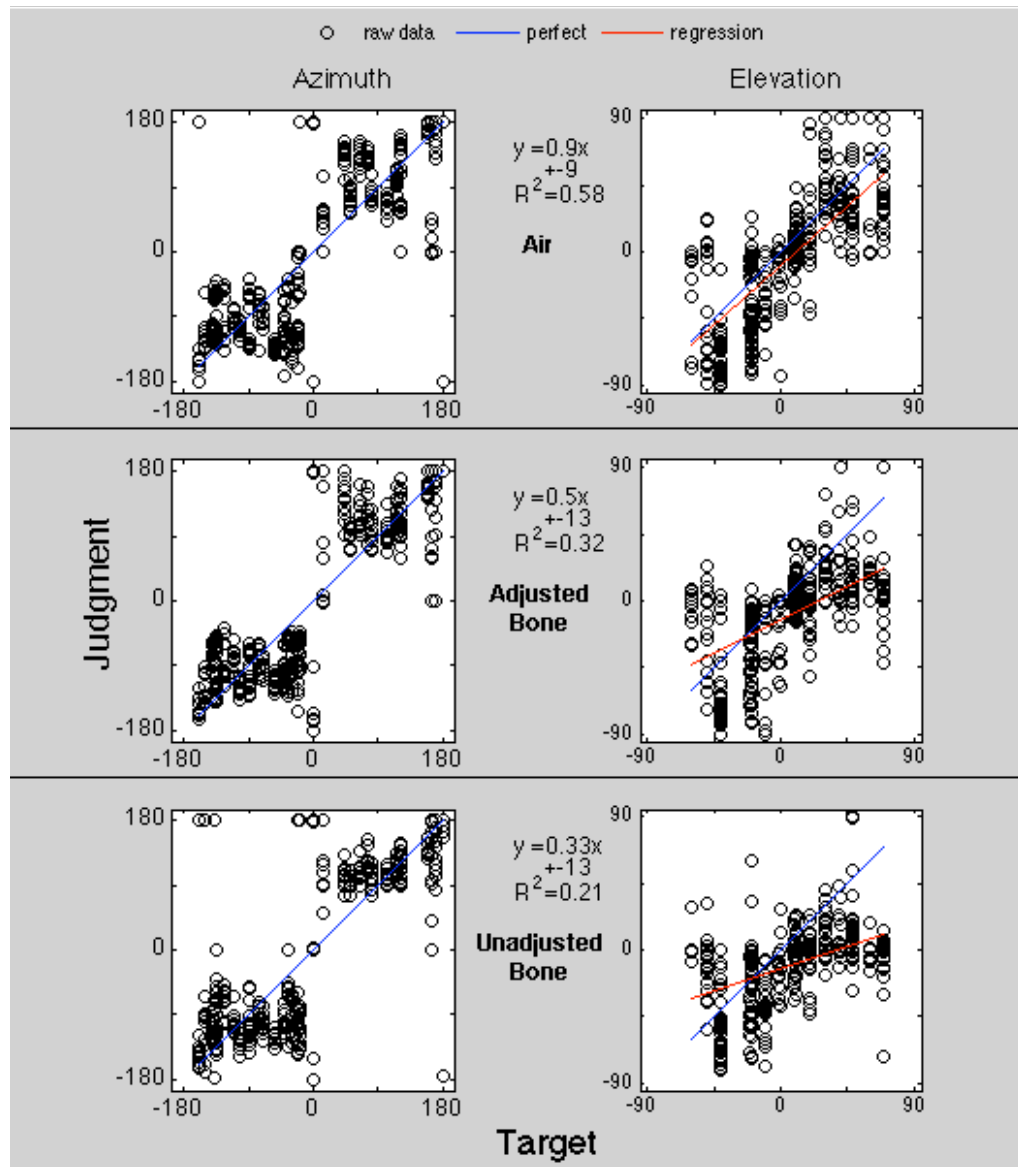 raw data perfect regression
Azimuth Elevation
180
0
-180
-180 0 180
y =0.9x
+-9
R²=0.58
Air
90
0
-90
-90 0 90
Judgment
180
0
-180
-180 0 180
y =0.5x
+-13
R²=0.32
Adjusted
Bone
90
0
-90
-90 0 90
180
0
-180
-180 0 180
y =0.33x
+-13
R²=0.21
Unadjusted
Bone
90
0
-90
-90 0 90
Target